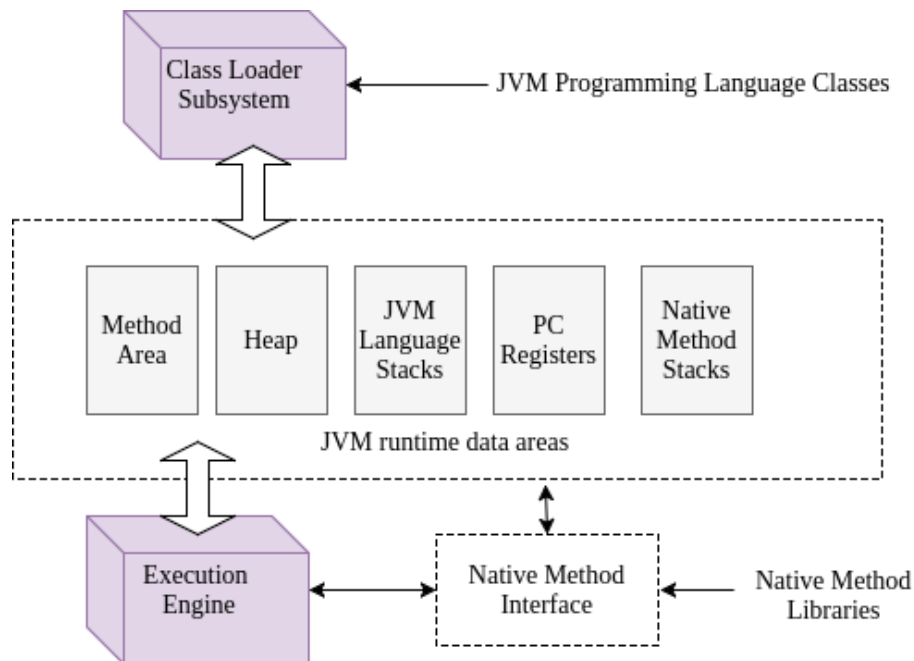 Class Loader
Subsystem
JVM Programming Language Classes
Method
Area
Heap
JVM
Language
Stacks
PC
Registers
Native
Method
Stacks
JVM runtime data areas
Execution
Engine
Native Method
Interface
Native Method
Libraries